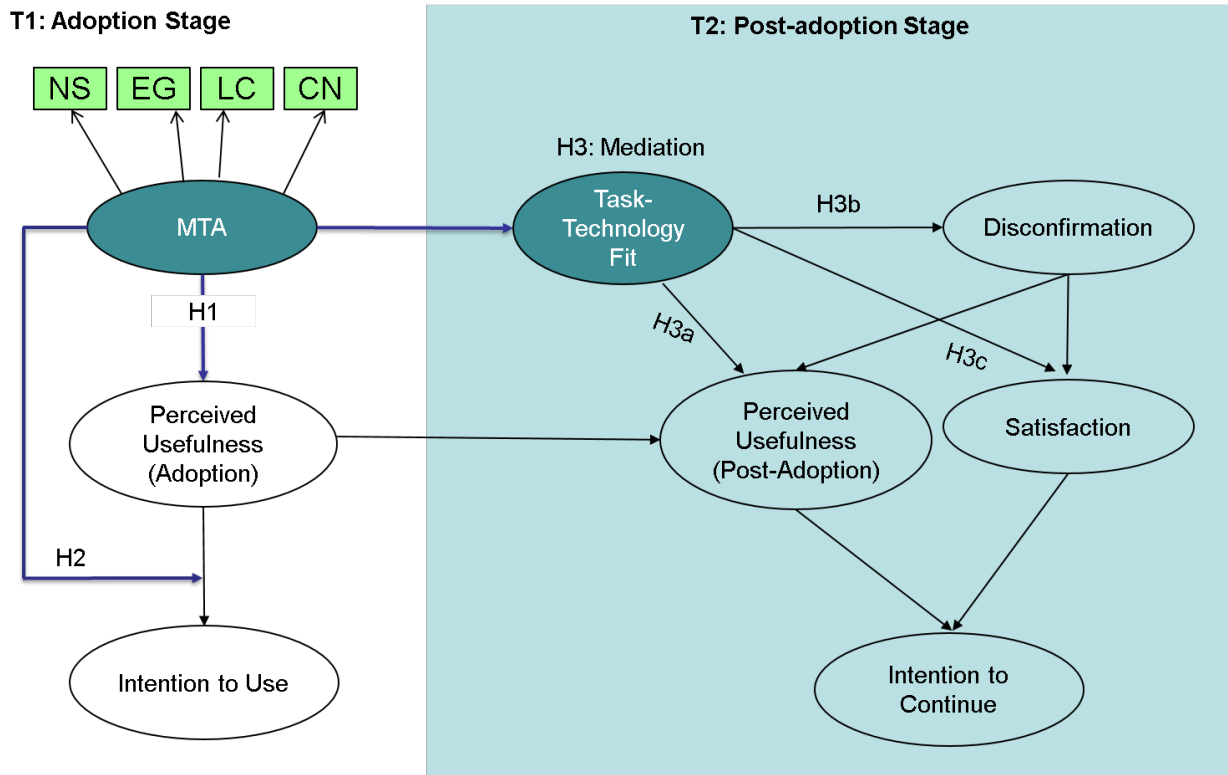 T1: Adoption Stage
T2: Post-adoption Stage
NS
EG
LC
CN
H3: Mediation
MTA
Task-
Technology
Fit
H3b
Disconfirmation
H1
H3a
H3c
Perceived
Usefulness
(Adoption)
Perceived
Usefulness
(Post-Adoption)
Satisfaction
H2
Intention to Use
Intention to
Continue